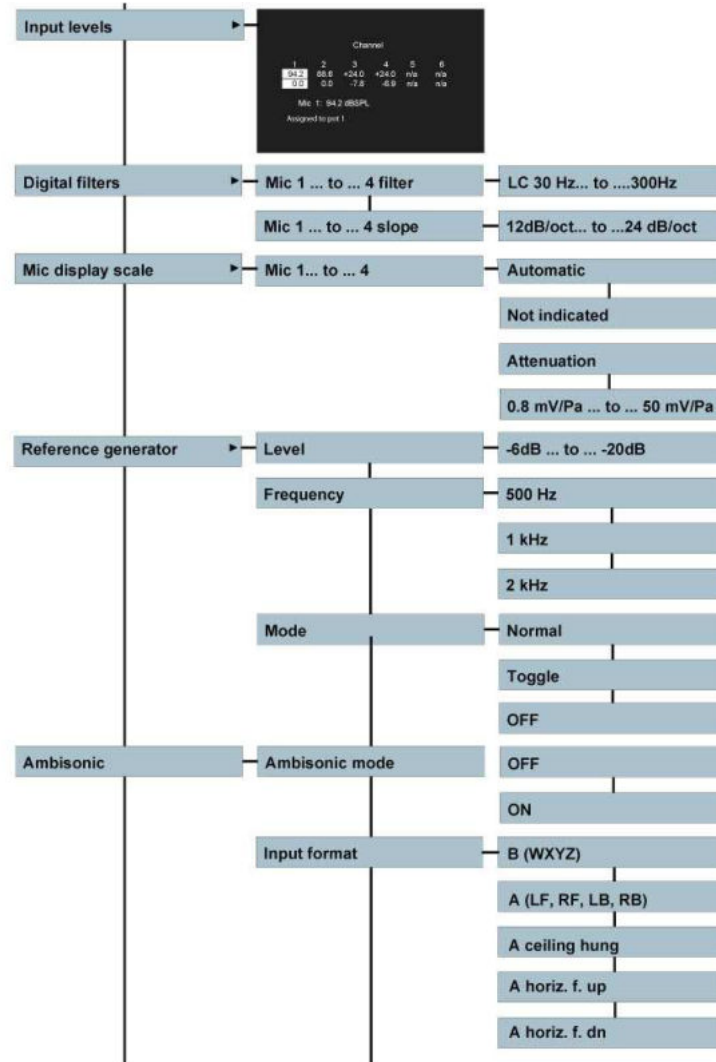 Input levels
Channel
1 2 3 4 5 6
94.2 88.6 +24.0 +24.0 n/a n/a
0.0 0.0 -7.8 -6.9 n/a n/a
Mic 1: 94.2 dBSPL
Assigned to pot 1
Digital filters
Mic 1 ... to ... 4 filter
LC 30 Hz... to ....300Hz
Mic 1 ... to ... 4 slope
12dB/oct... to ...24 dB/oct
Mic display scale
Mic 1... to ... 4
Automatic
Not indicated
Attenuation
0.8 mV/Pa ... to ... 50 mV/Pa
Reference generator
Level
-6dB ... to ... -20dB
Frequency
500 Hz
1 kHz
2 kHz
Mode
Normal
Toggle
OFF
Ambisonic
Ambisonic mode
OFF
ON
Input format
B (WXYZ)
A (LF, RF, LB, RB)
A ceiling hung
A horiz. f. up
A horiz. f. dn